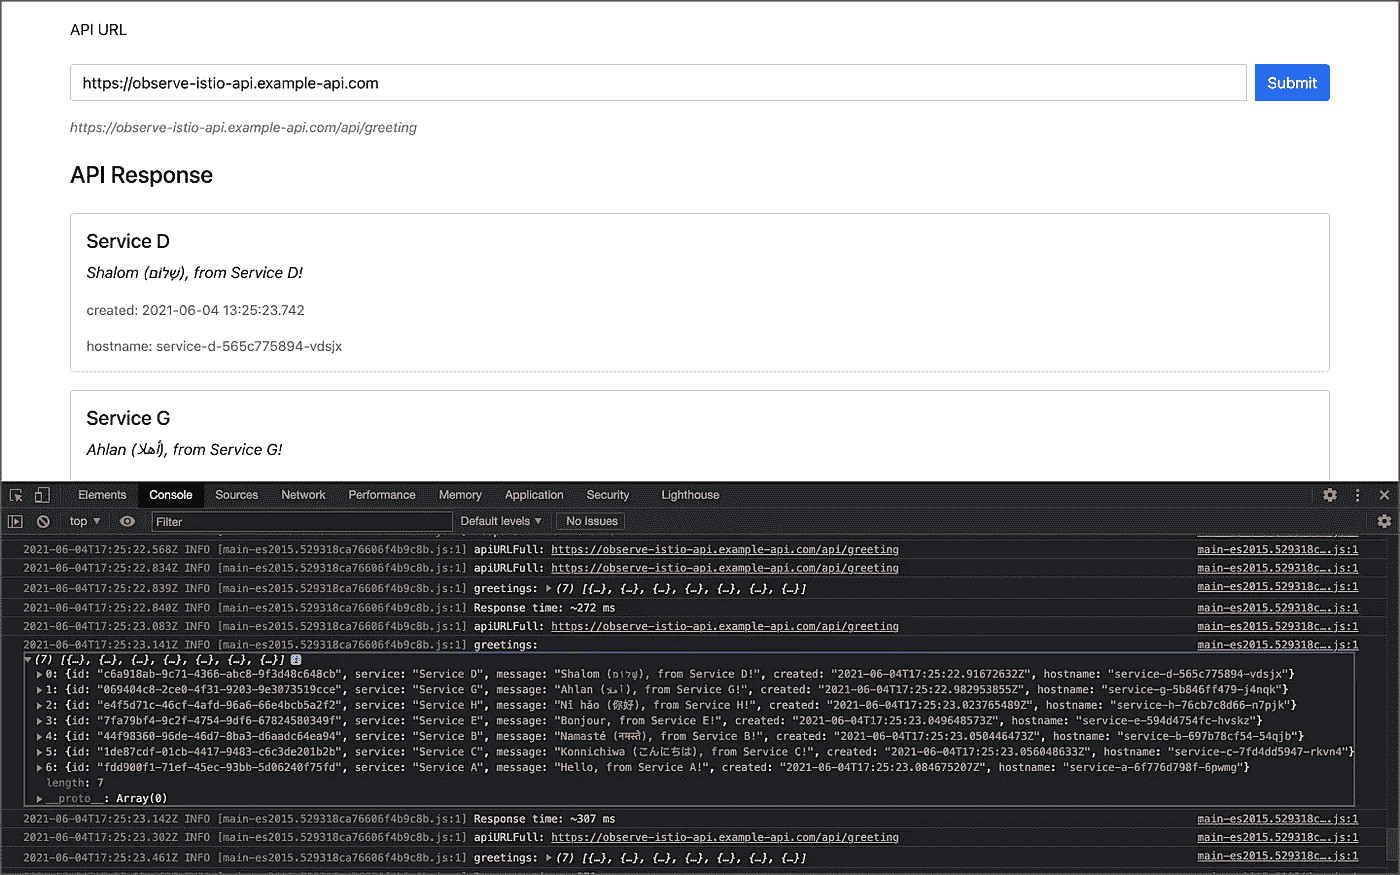 API URL
https://observe-istio-api.example-api.com
Submit
https://observe-istio-api.example-api.com/api/greeting
API Response
Service D
Shalom (שָׁלוֹם), from Service D!
created: 2021-06-04 13:25:23.742
hostname: service-d-565c775894-vdsjx
Service G
Ahlan (أهلا), from Service G!
Elements Console Sources Network Performance Memory Application Security Lighthouse
top Filter Default levels No Issues
2021-06-04T17:25:22.568Z INFO [main-es2015.529318ca76606f4b9c8b.js:1] apiURLFull: https://observe-istio-api.example-api.com/api/greeting main-es2015.529318c….js:1
2021-06-04T17:25:22.834Z INFO [main-es2015.529318ca76606f4b9c8b.js:1] apiURLFull: https://observe-istio-api.example-api.com/api/greeting main-es2015.529318c….js:1
2021-06-04T17:25:22.839Z INFO [main-es2015.529318ca76606f4b9c8b.js:1] greetings: (7) [{…}, {…}, {…}, {…}, {…}, {…}, {…}] main-es2015.529318c….js:1
2021-06-04T17:25:22.840Z INFO [main-es2015.529318ca76606f4b9c8b.js:1] Response time: ~272 ms main-es2015.529318c….js:1
2021-06-04T17:25:23.083Z INFO [main-es2015.529318ca76606f4b9c8b.js:1] apiURLFull: https://observe-istio-api.example-api.com/api/greeting main-es2015.529318c….js:1
2021-06-04T17:25:23.141Z INFO [main-es2015.529318ca76606f4b9c8b.js:1] greetings: main-es2015.529318c….js:1
(7) [{…}, {…}, {…}, {…}, {…}, {…}, {…}]
0: {id: "c6a918ab-9c71-4366-abc8-9f3d48c648cb", service: "Service D", message: "Shalom (שָׁלוֹם), from Service D!", created: "2021-06-04T17:25:22.91672632Z", hostname: "service-d-565c775894-vdsjx"}
1: {id: "069404c8-2ce0-4f31-9203-9e3073519cce", service: "Service G", message: "Ahlan (أهلا), from Service G!", created: "2021-06-04T17:25:22.982953855Z", hostname: "service-g-5b846ff479-j4nqk"}
2: {id: "e4f5d71c-46cf-4afd-96a6-66e4bcb5a2f2", service: "Service H", message: "Nǐ hǎo (你好), from Service H!", created: "2021-06-04T17:25:23.023765489Z", hostname: "service-h-76cb7c8d66-n7pjk"}
3: {id: "7fa79bf4-9c2f-4754-9df6-67824580349f", service: "Service E", message: "Bonjour, from Service E!", created: "2021-06-04T17:25:23.049648573Z", hostname: "service-e-594d4754fc-hvskz"}
4: {id: "44f98360-96de-46d7-8ba3-d6aadc64ea94", service: "Service B", message: "Namasté (नमस्ते), from Service B!", created: "2021-06-04T17:25:23.050446473Z", hostname: "service-b-697b78cf54-54qjb"}
5: {id: "1de87cdf-01cb-4417-9483-c6c3de201b2b", service: "Service C", message: "Konnichiwa (こんにちは), from Service C!", created: "2021-06-04T17:25:23.056048633Z", hostname: "service-c-7fd4dd5947-rkvn4"}
6: {id: "fdd900f1-71ef-45ec-93bb-5d06240f75fd", service: "Service A", message: "Hello, from Service A!", created: "2021-06-04T17:25:23.084675207Z", hostname: "service-a-6f776d798f-6pwmg"}
length: 7
__proto__: Array(0)
2021-06-04T17:25:23.142Z INFO [main-es2015.529318ca76606f4b9c8b.js:1] Response time: ~307 ms main-es2015.529318c….js:1
2021-06-04T17:25:23.302Z INFO [main-es2015.529318ca76606f4b9c8b.js:1] apiURLFull: https://observe-istio-api.example-api.com/api/greeting main-es2015.529318c….js:1
2021-06-04T17:25:23.461Z INFO [main-es2015.529318ca76606f4b9c8b.js:1] greetings: (7) [{…}, {…}, {…}, {…}, {…}, {…}, {…}] main-es2015.529318c….js:1